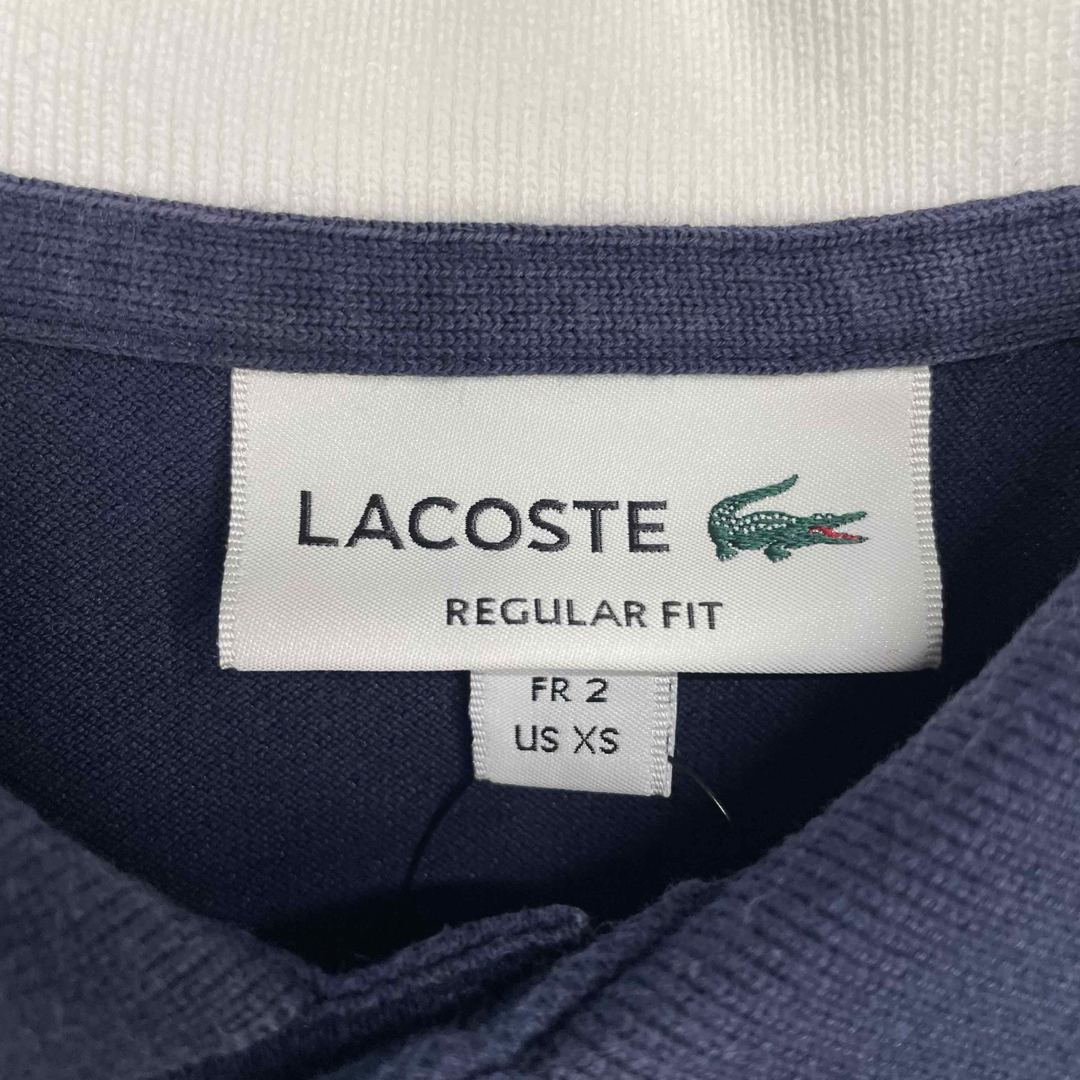 LACOSTE
REGULAR FIT
FR 2
US XS